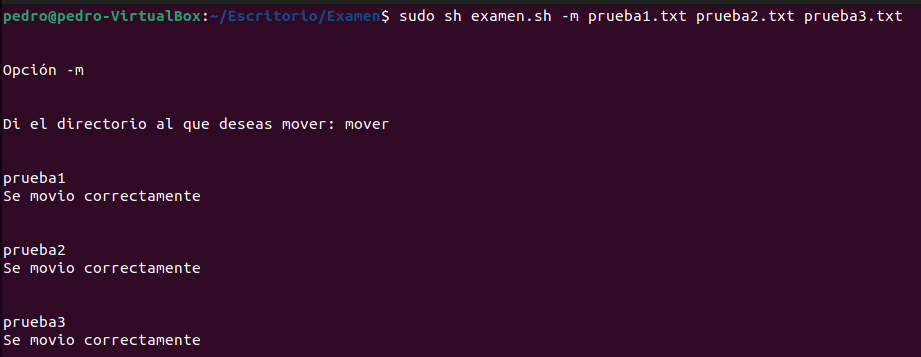 pedro@pedro-VirtualBox:~/Escritorio/Examen$ sudo sh examen.sh -m prueba1.txt prueba2.txt prueba3.txt
Opción -m
Di el directorio al que deseas mover: mover
prueba1
Se movio correctamente
prueba2
Se movio correctamente
prueba3
Se movio correctamente